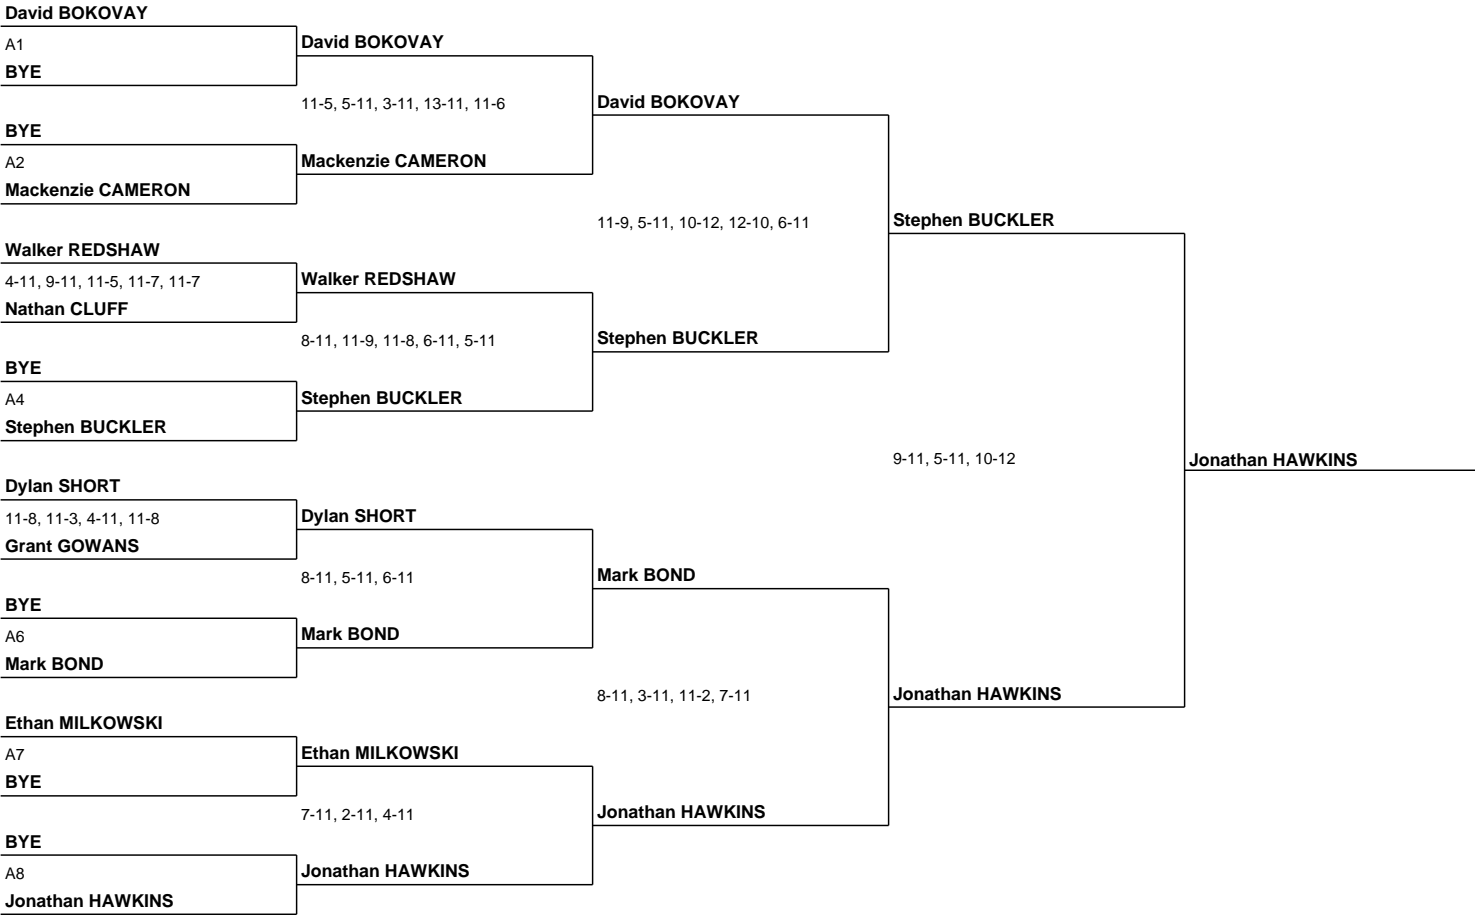 David BOKOVAY
A1
BYE
BYE
A2
Mackenzie CAMERON
Walker REDSHAW
4-11, 9-11, 11-5, 11-7, 11-7
Nathan CLUFF
BYE
A4
Stephen BUCKLER
Dylan SHORT
11-8, 11-3, 4-11, 11-8
Grant GOWANS
BYE
A6
Mark BOND
Ethan MILKOWSKI
A7
BYE
BYE
A8
Jonathan HAWKINS
David BOKOVAY
11-5, 5-11, 3-11, 13-11, 11-6
Mackenzie CAMERON
Walker REDSHAW
8-11, 11-9, 11-8, 6-11, 5-11
Stephen BUCKLER
Dylan SHORT
8-11, 5-11, 6-11
Mark BOND
Ethan MILKOWSKI
7-11, 2-11, 4-11
Jonathan HAWKINS
David BOKOVAY
11-9, 5-11, 10-12, 12-10, 6-11
Stephen BUCKLER
Mark BOND
8-11, 3-11, 11-2, 7-11
Jonathan HAWKINS
Stephen BUCKLER
9-11, 5-11, 10-12
Jonathan HAWKINS
Jonathan HAWKINS